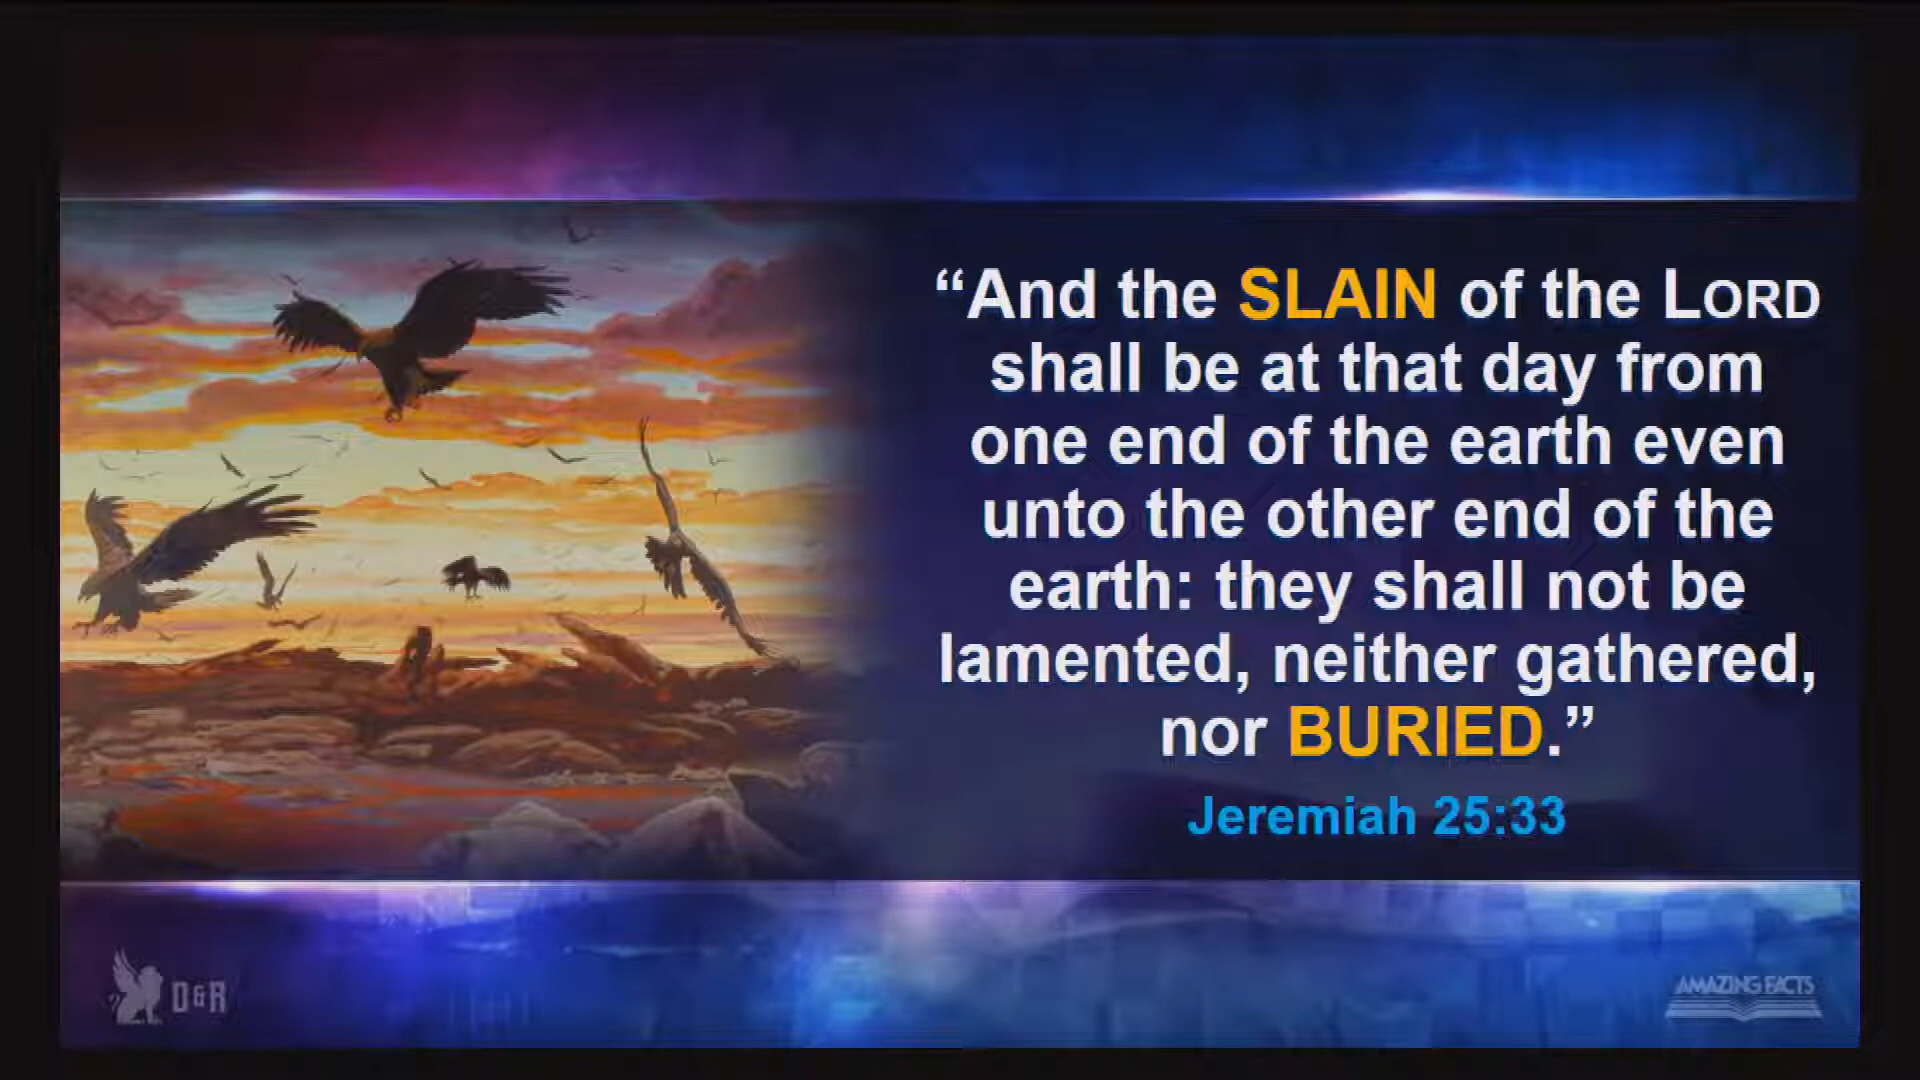 “And the SLAIN of the LORD
shall be at that day from
one end of the earth even
unto the other end of the
earth: they shall not be
lamented, neither gathered,
nor BURIED.”
Jeremiah 25:33
D&R
AMAZING FACTS